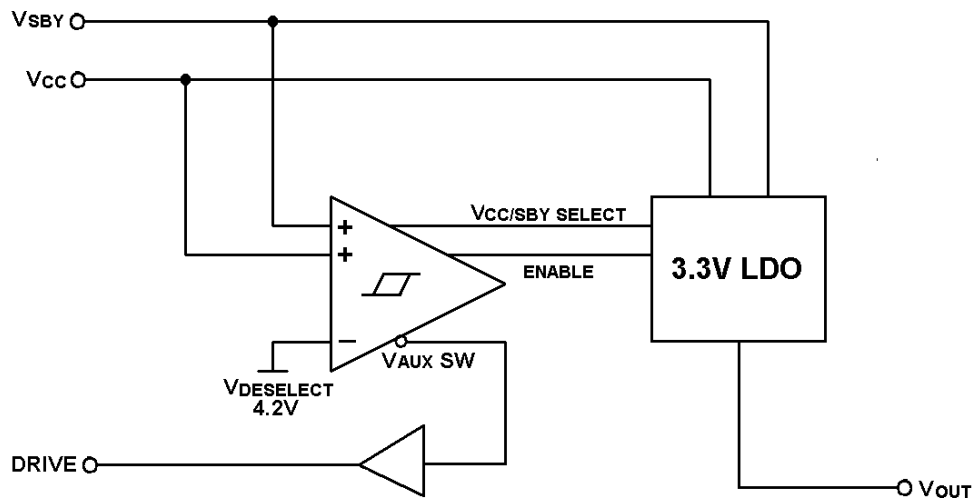 VSBY
VCC
VCC/SBY SELECT
+
+
ENABLE
3.3V LDO
−
VAUX SW
VDESELECT
4.2V
DRIVE
VOUT